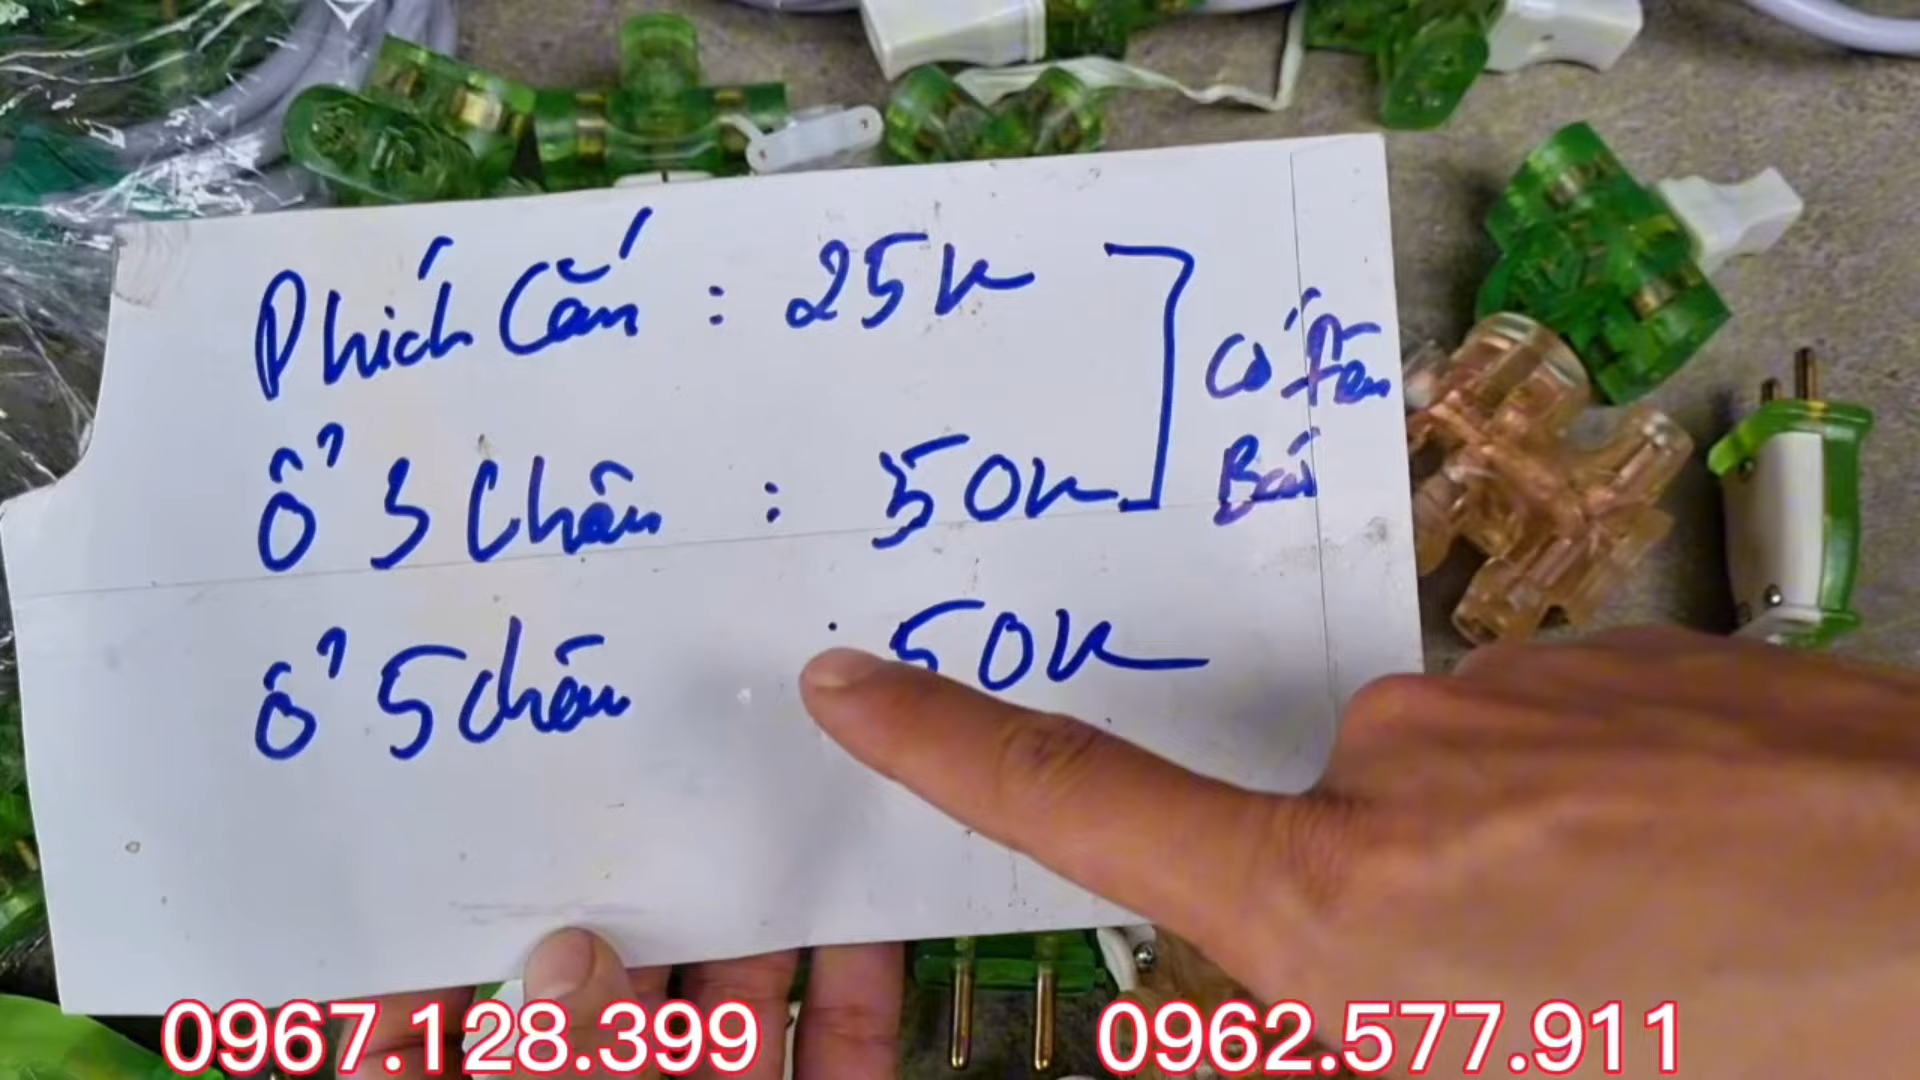 Phích Cắm : 25k
Ổ 3 Chân : 50k
Có Đèn
Báo
Ổ 5 chân : 50k
0967.128.399
0962.577.911